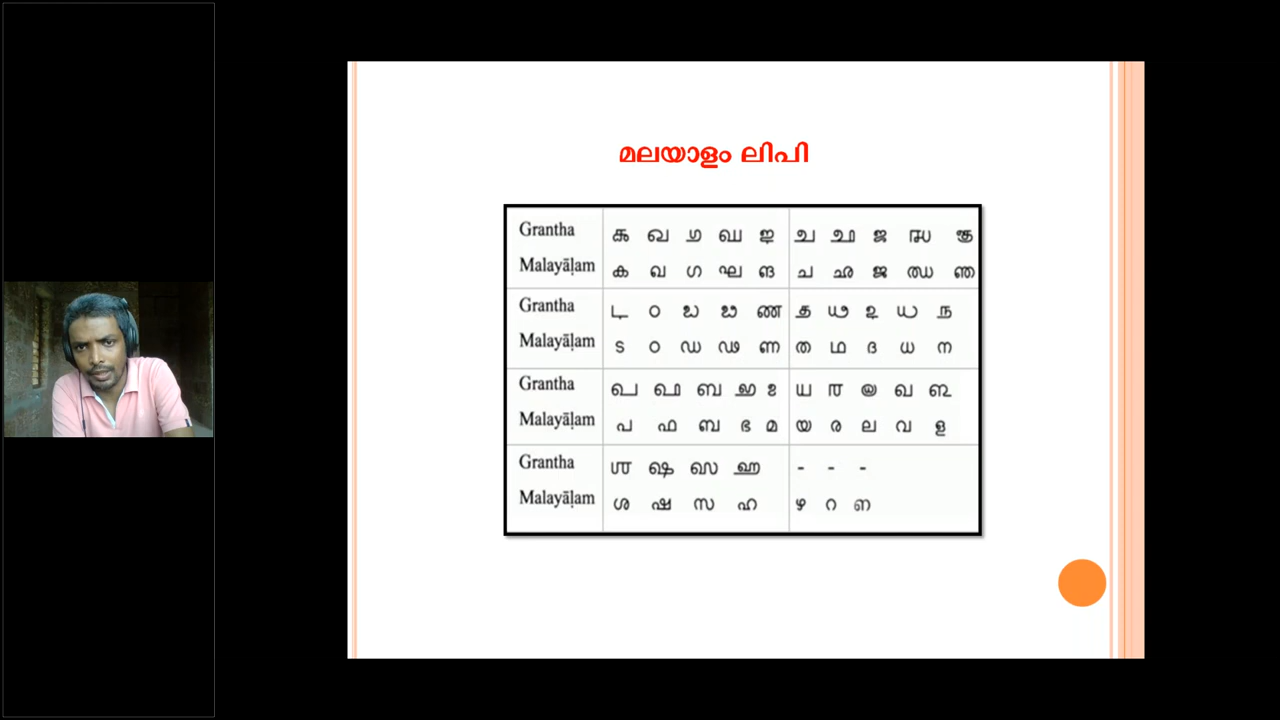 മലയാളം ലിപി
Grantha 𑌕 𑌖 𑌗 𑌘 𑌙 𑌚 𑌛 𑌜 𑌝 𑌞
Malayāḷam ക ഖ ഗ ഘ ങ ച ഛ ജ ഝ ഞ
Grantha 𑌟 𑌠 𑌡 𑌢 𑌣 𑌤 𑌥 𑌦 𑌧 𑌨
Malayāḷam ട ഠ ഡ ഢ ണ ത ഥ ദ ധ ന
Grantha 𑌪 𑌫 𑌬 𑌭 𑌮 𑌯 𑌰 𑌲 𑌵 𑌳
Malayāḷam പ ഫ ബ ഭ മ യ ര ല വ ള
Grantha 𑌶 𑌷 𑌸 𑌹 - - -
Malayāḷam ശ ഷ സ ഹ ഴ റ ഩ